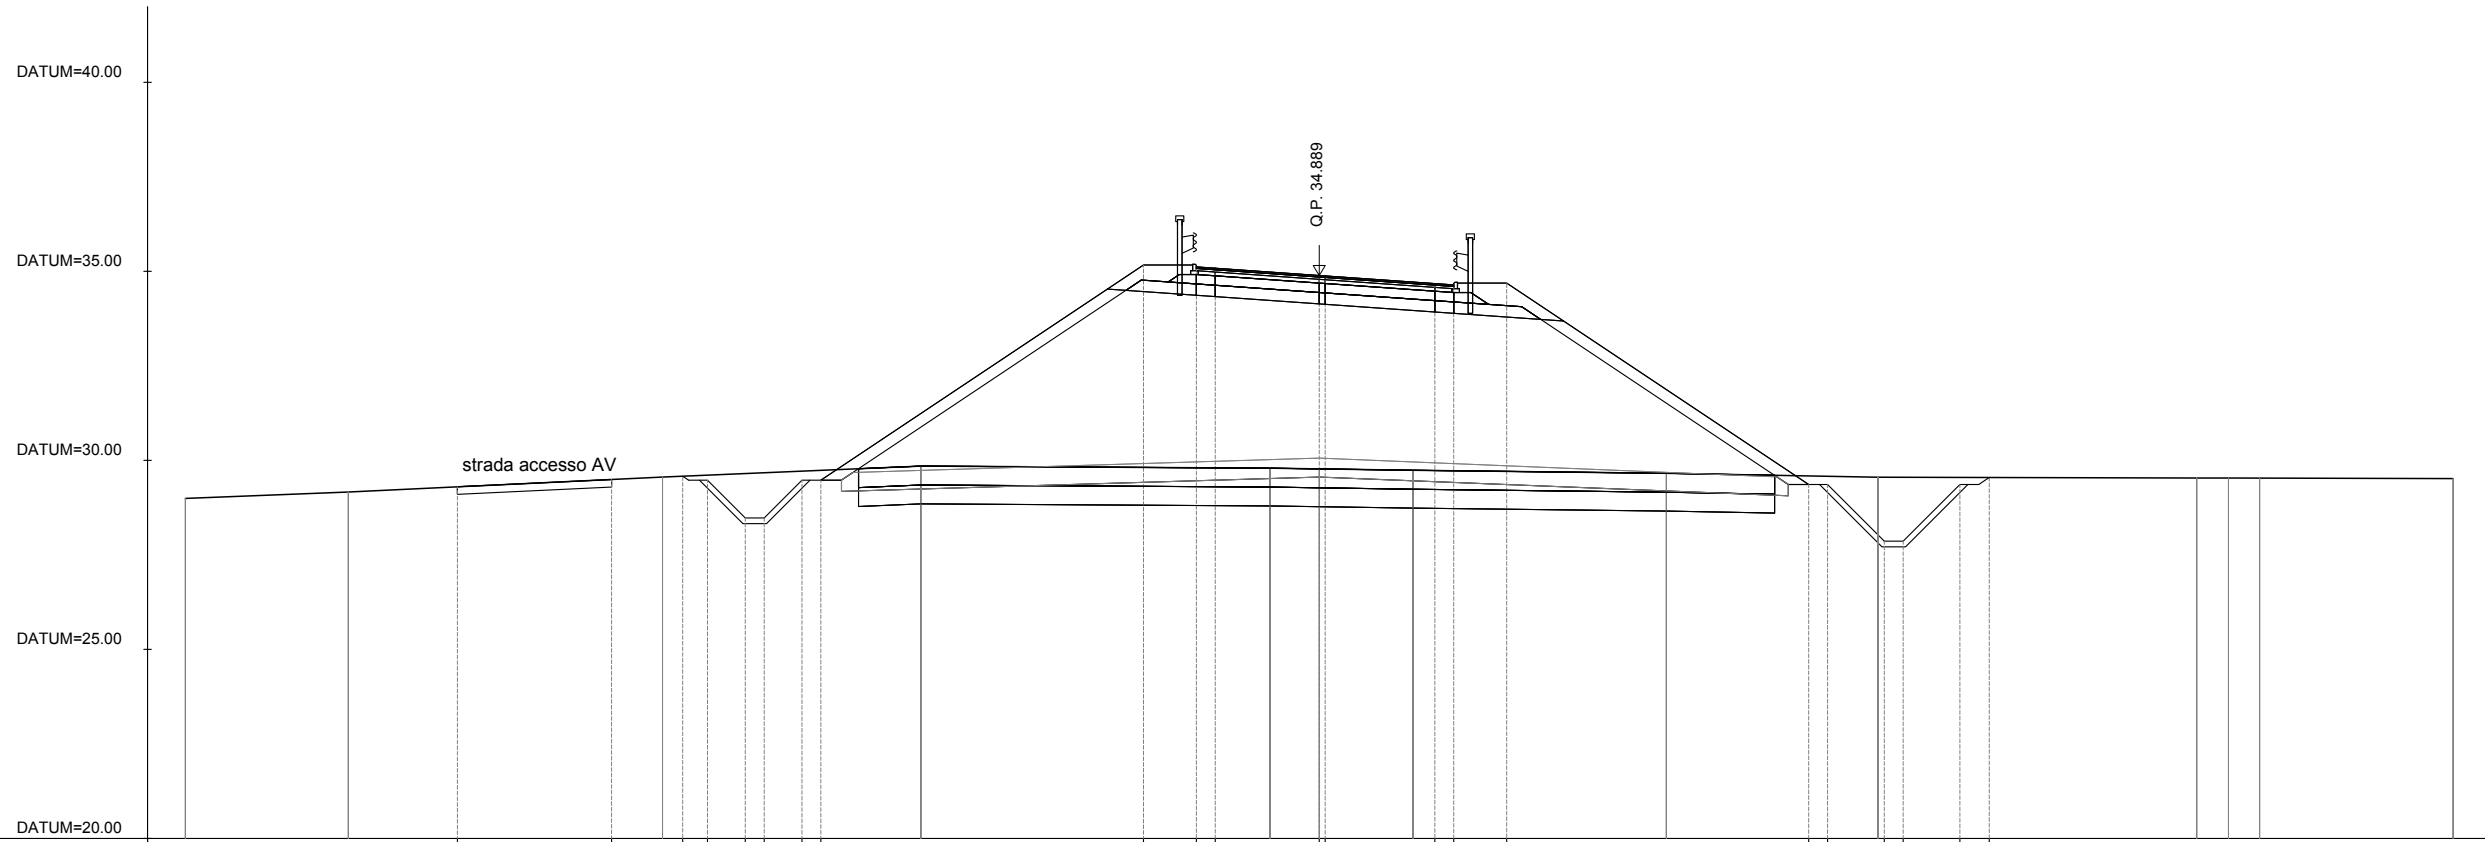 DATUM=40.00
Q.P. 34.889
DATUM=35.00
DATUM=30.00
strada accesso AV
DATUM=25.00
DATUM=20.00